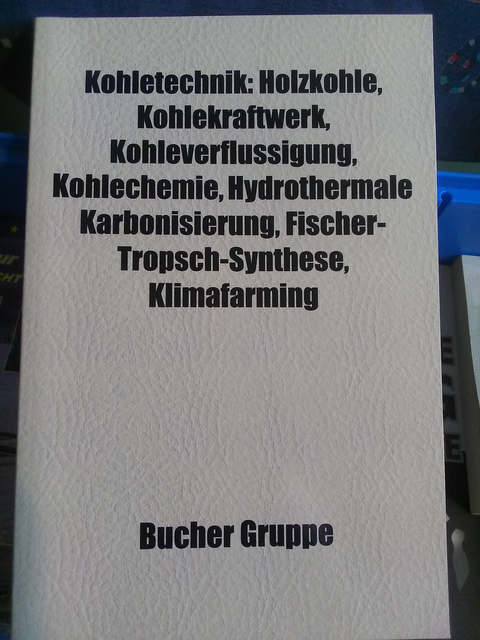 Kohletechnik: Holzkohle,
Kohlekraftwerk,
Kohleverflussigung,
Kohlechemie, Hydrothermale
Karbonisierung, Fischer-
Tropsch-Synthese,
Klimafarming
Bucher Gruppe